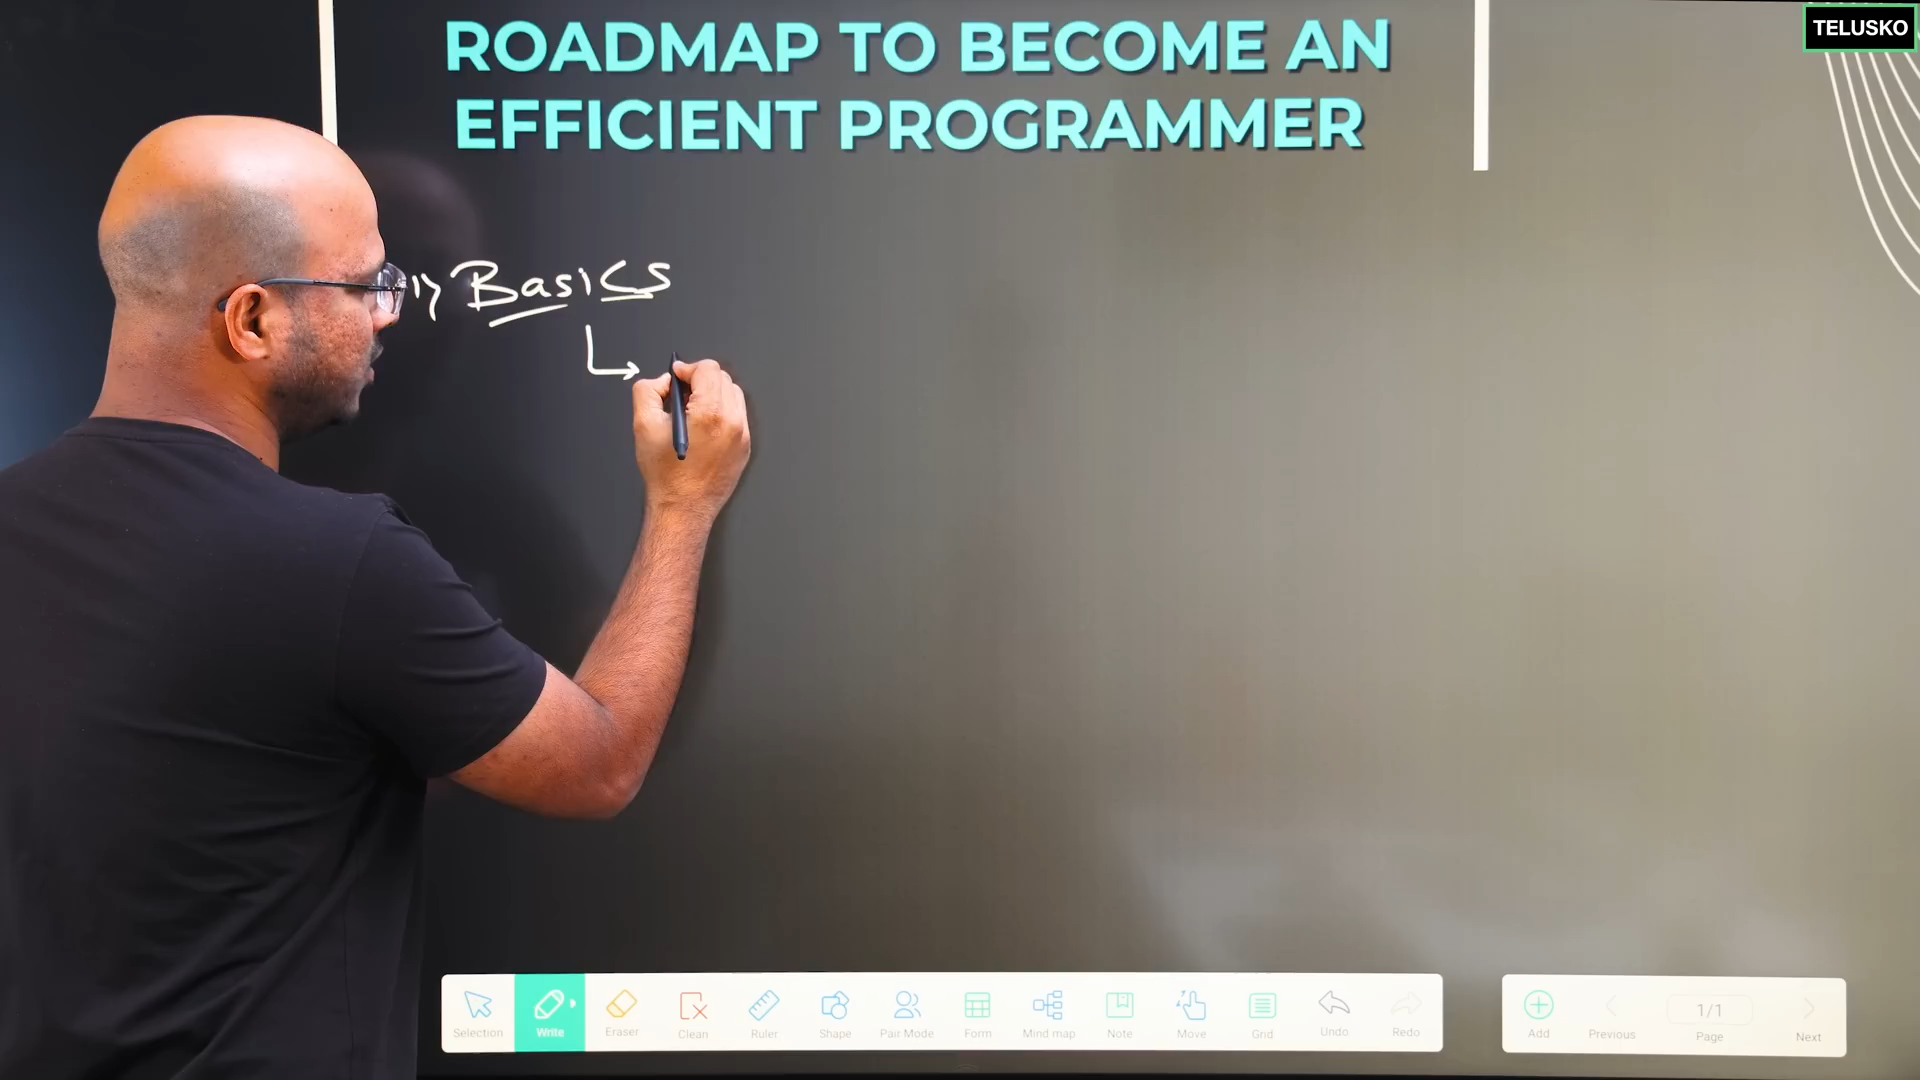 TELUSKO
ROADMAP TO BECOME AN
EFFICIENT PROGRAMMER
1) Basics
Selection
Write
Eraser
Clean
Ruler
Shape
Pair Mode
Form
Mind map
Note
Move
Grid
Undo
Redo
Add
Previous
1/1
Page
Next